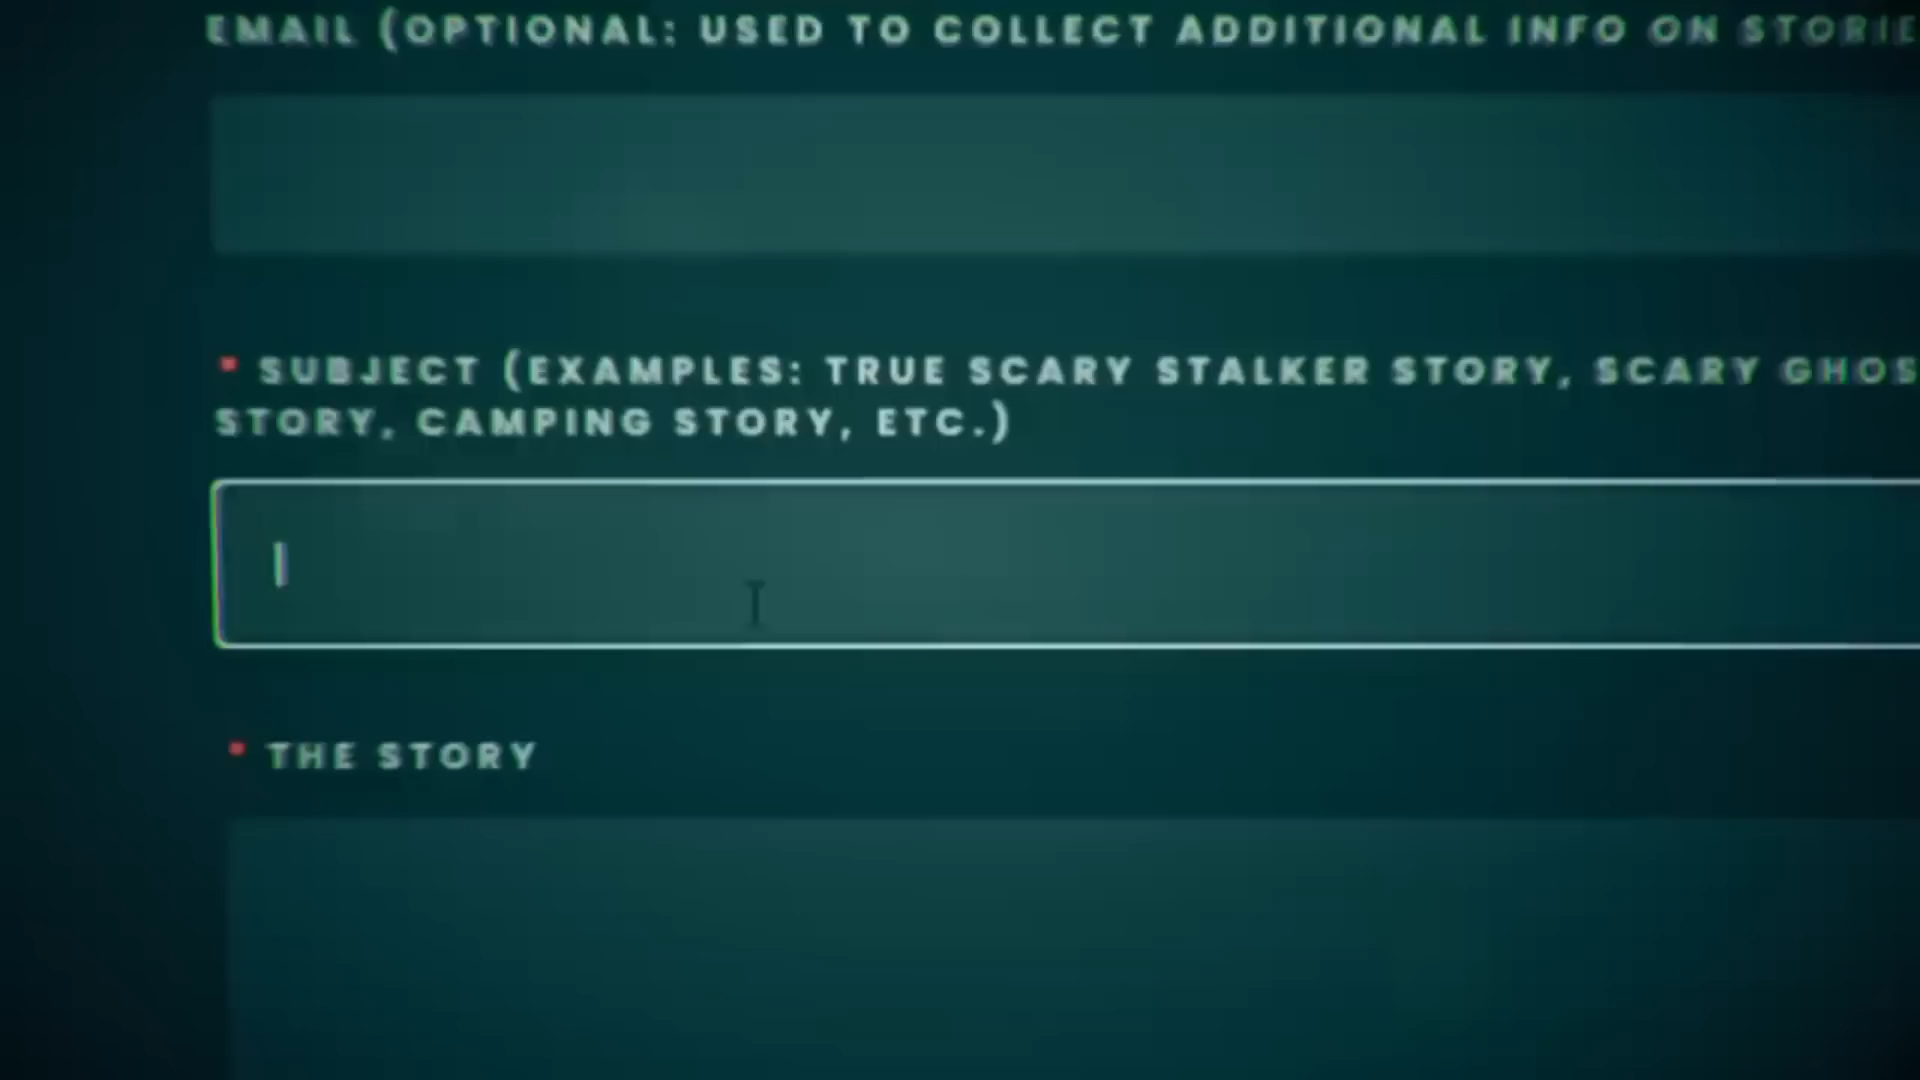 EMAIL (OPTIONAL: USED TO COLLECT ADDITIONAL INFO ON
* SUBJECT (EXAMPLES: TRUE SCARY STALKER STORY, SCARY
STORY, CAMPING STORY, ETC.)
* THE STORY